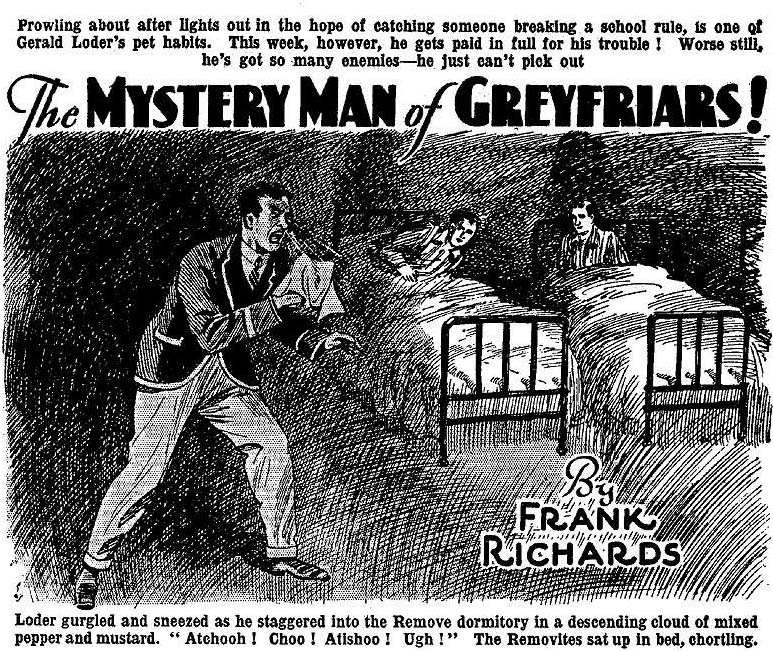 Prowling about after lights out in the hope of catching someone breaking a school rule, is one of
Gerald Loder's pet habits. This week, however, he gets paid in full for his trouble ! Worse still,
he's got so many enemies—he just can't pick out
The MYSTERY MAN of GREYFRIARS!
By
FRANK
RICHARDS
Loder gurgled and sneezed as he staggered into the Remove dormitory in a descending cloud of mixed
pepper and mustard. " Atchooh ! Choo ! Atishoo ! Ugh ! " The Removites sat up in bed, chortling.